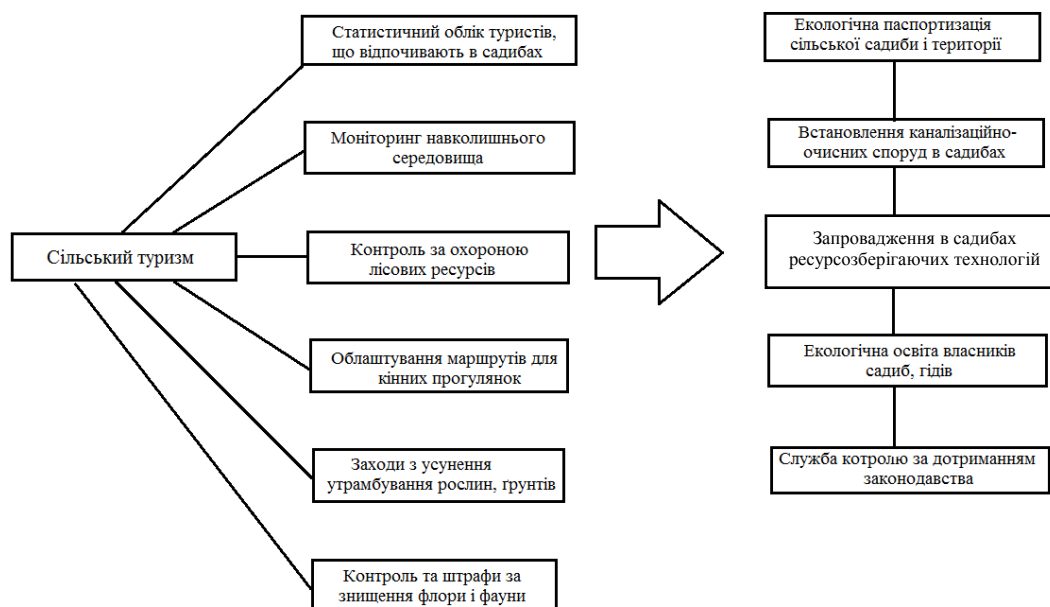 Статистичний облік туристів,
що відпочивають в садибах
Моніторинг навколишнього
середовища
Сільський туризм
Контроль за охороною
лісових ресурсів
Облаштування маршрутів для
кінних прогулянок
Заходи з усунення
утрамбування рослин, ґрунтів
Контроль та штрафи за
знищення флори і фауни
Екологічна паспортизація
сільської садиби і території
Встановлення каналізаційно-
очисних споруд в садибах
Запровадження в садибах
ресурсозберігаючих технологій
Екологічна освіта власників
садиб, гідів
Служба котролю за дотриманням
законодавства